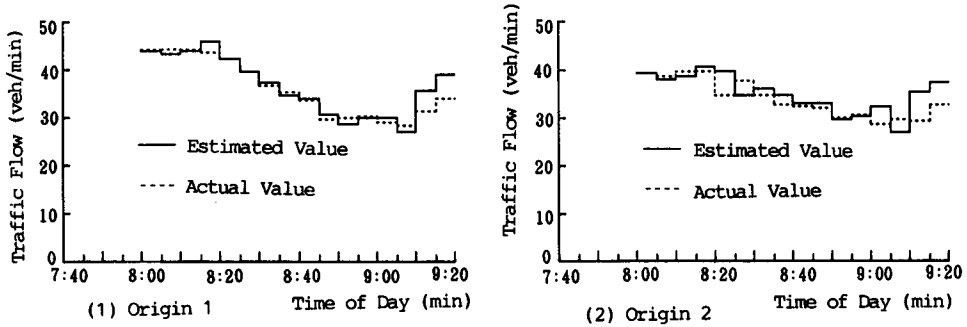 Traffic Flow (veh/min)
50
40
30
20
10
0
Estimated Value
Actual Value
7:40 8:00 8:20 8:40 9:00 9:20
(1) Origin 1 Time of Day (min)
Traffic Flow (veh/min)
50
40
30
20
10
0
Estimated Value
Actual Value
7:40 8:00 8:20 8:40 9:00 9:20
(2) Origin 2 Time of Day (min)